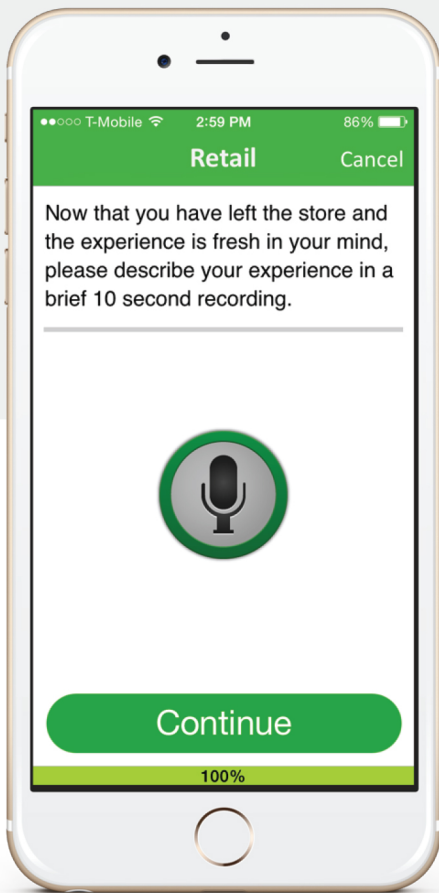 T-Mobile 2:59 PM 86%
Retail Cancel
Now that you have left the store and
the experience is fresh in your mind,
please describe your experience in a
brief 10 second recording.
Continue
100%